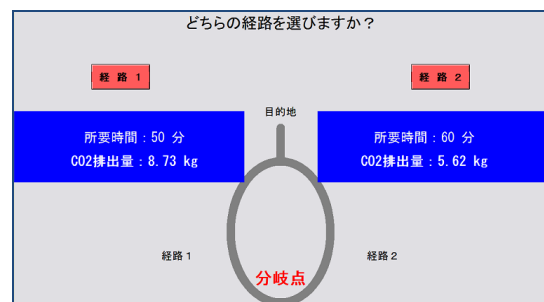 どちらの経路を選びますか？
経 路 1
経 路 2
目的地
所要時間：50 分
CO2排出量：8.73 kg
所要時間：60 分
CO2排出量：5.62 kg
経路１
経路２
分岐点